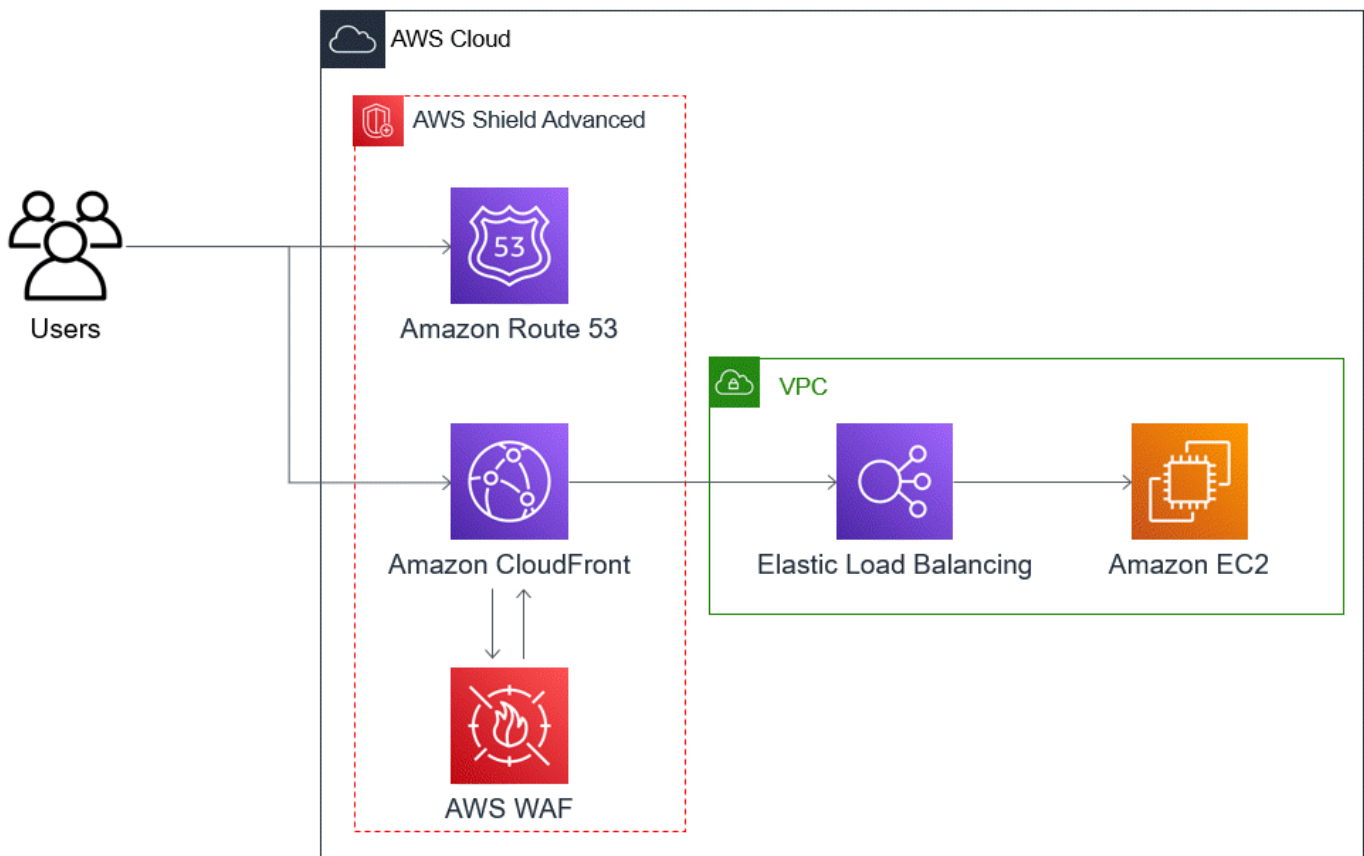 AWS Cloud
AWS Shield Advanced
53
Amazon Route 53
Users
VPC
Amazon CloudFront
Elastic Load Balancing
Amazon EC2
AWS WAF